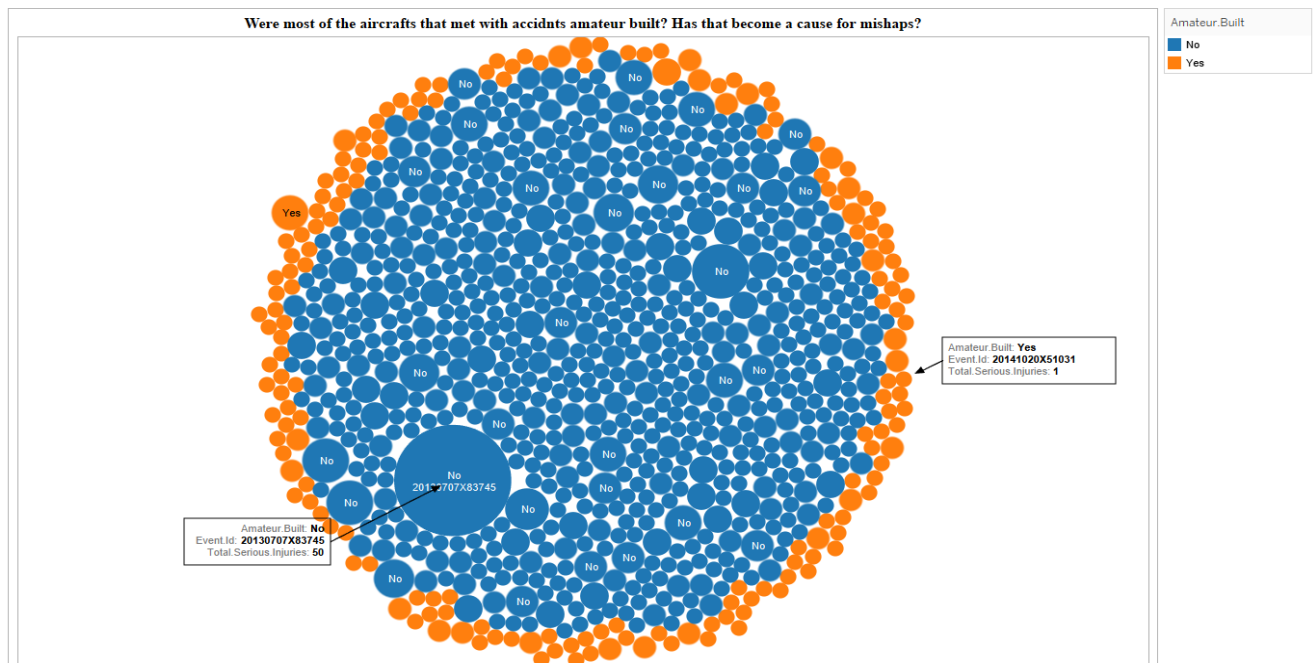 Were most of the aircrafts that met with accidnts amateur built? Has that become a cause for mishaps?
Amateur.Built
No
Yes
No
No
No
No
No
No
No
No
No
No
No
Yes
No
No
No
Amateur.Built: Yes
Event.Id: 20141020X51031
Total.Serious.Injuries: 1
No
No
No
No
No
No
No
20130707X83745
No
No
No
No
Amateur.Built: No
Event.Id: 20130707X83745
Total.Serious.Injuries: 50
No
No
No
No
No